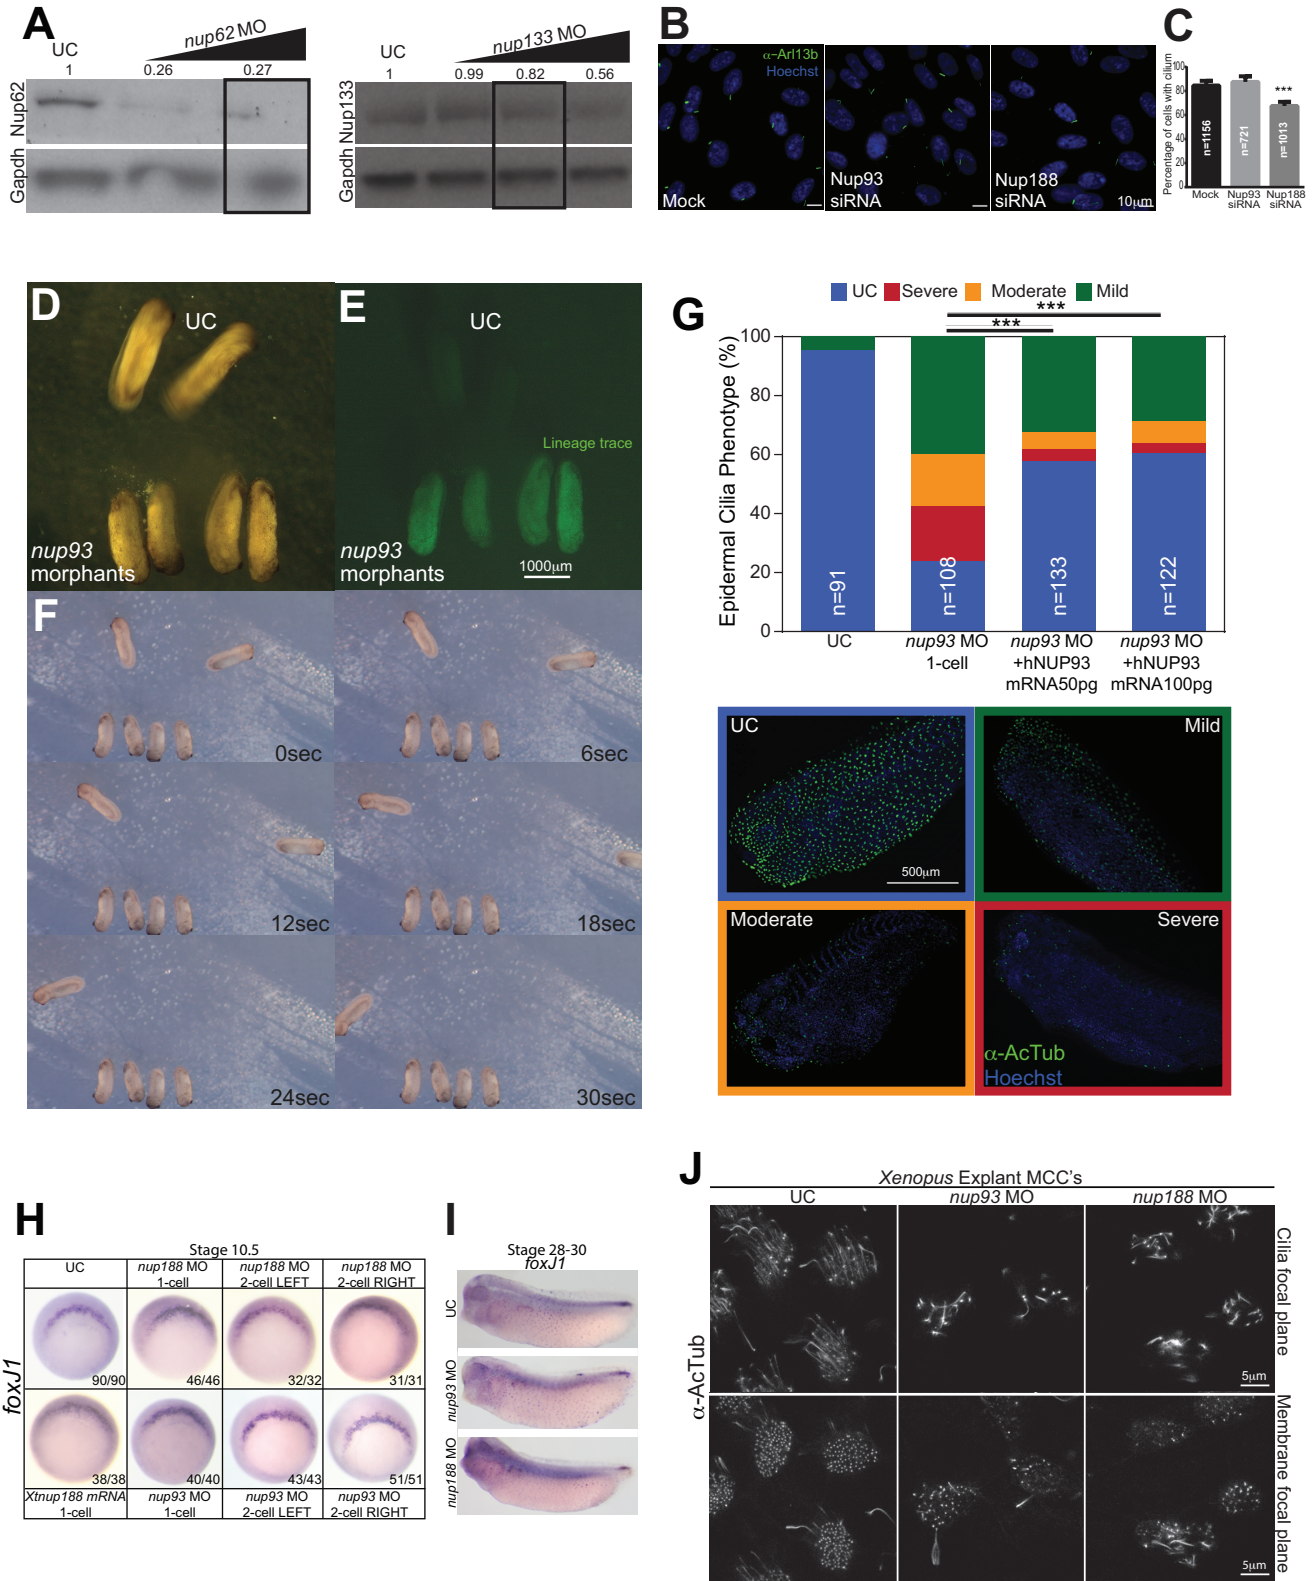 A
UC
nup62 MO
1
0.26
0.27
Nup62
Gapdh
UC
nup133 MO
1
0.99
0.82
0.56
Nup133
Gapdh
B
α-Arl13b
Hoechst
Mock
Nup93
siRNA
Nup188
siRNA
10μm
C
Percentage of cells with cilium
100
80
60
40
20
0
n=1156
n=721
n=1013
***
Mock
Nup93
siRNA
Nup188
siRNA
D
UC
nup93
morphants
E
UC
Lineage trace
nup93
morphants
1000μm
F
0sec
6sec
12sec
18sec
24sec
30sec
G
UC
Severe
Moderate
Mild
***
***
Epidermal Cilia Phenotype (%)
100
80
60
40
20
0
n=91
n=108
n=133
n=122
UC
nup93 MO
1-cell
nup93 MO
+hNUP93
mRNA50pg
nup93 MO
+hNUP93
mRNA100pg
UC
500μm
Mild
Moderate
Severe
α-AcTub
Hoechst
H
Stage 10.5
foxJ1
UC
nup188 MO
1-cell
nup188 MO
2-cell LEFT
nup188 MO
2-cell RIGHT
90/90
46/46
32/32
31/31
38/38
40/40
43/43
51/51
Xtnup188 mRNA
1-cell
nup93 MO
1-cell
nup93 MO
2-cell LEFT
nup93 MO
2-cell RIGHT
I
Stage 28-30
foxJ1
UC
nup93 MO
nup188 MO
J
Xenopus Explant MCC's
UC
nup93 MO
nup188 MO
α-AcTub
Cilia focal plane
5μm
Membrane focal plane
5μm